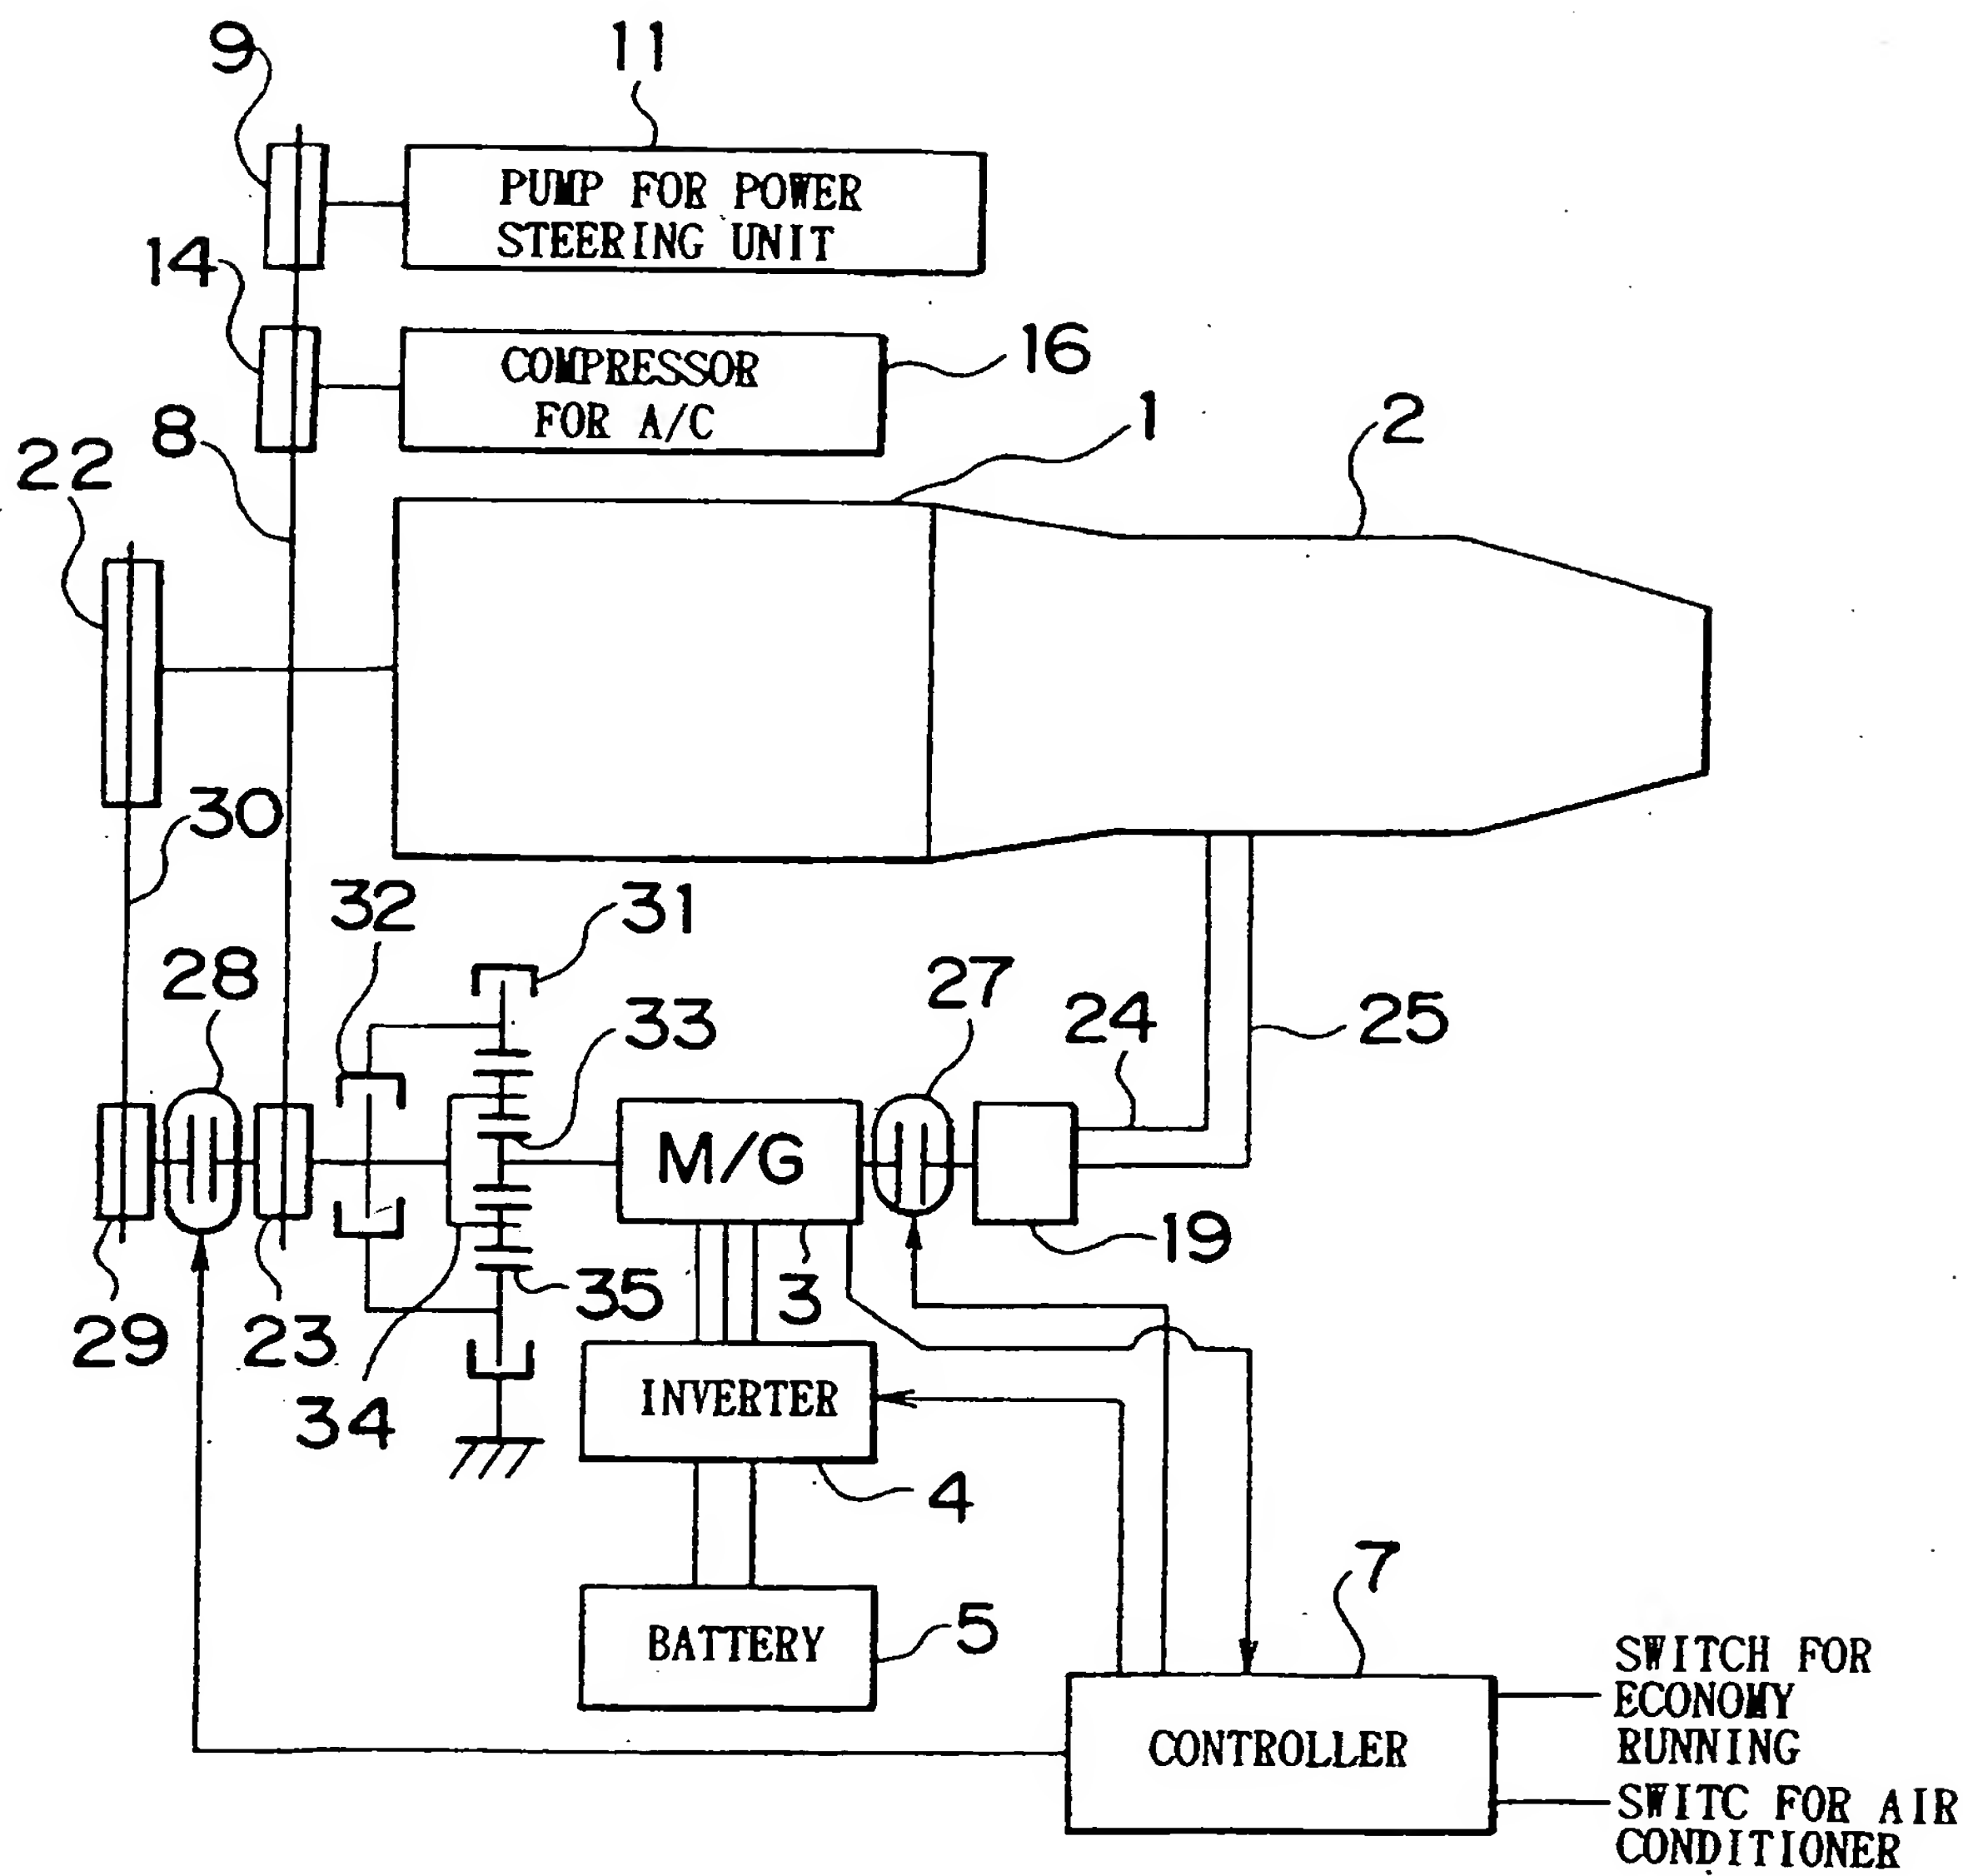 9
11
PUMP FOR POWER
STEERING UNIT
14
16
COMPRESSOR
FOR A/C
1
2
8
22
30
32
31
28
33
27
24
25
M/G
19
29
23
35
3
34
INVERTER
4
7
BATTERY
5
SWITCH FOR
ECONOMY
RUNNING
CONTROLLER
SWITC FOR AIR
CONDITIONER